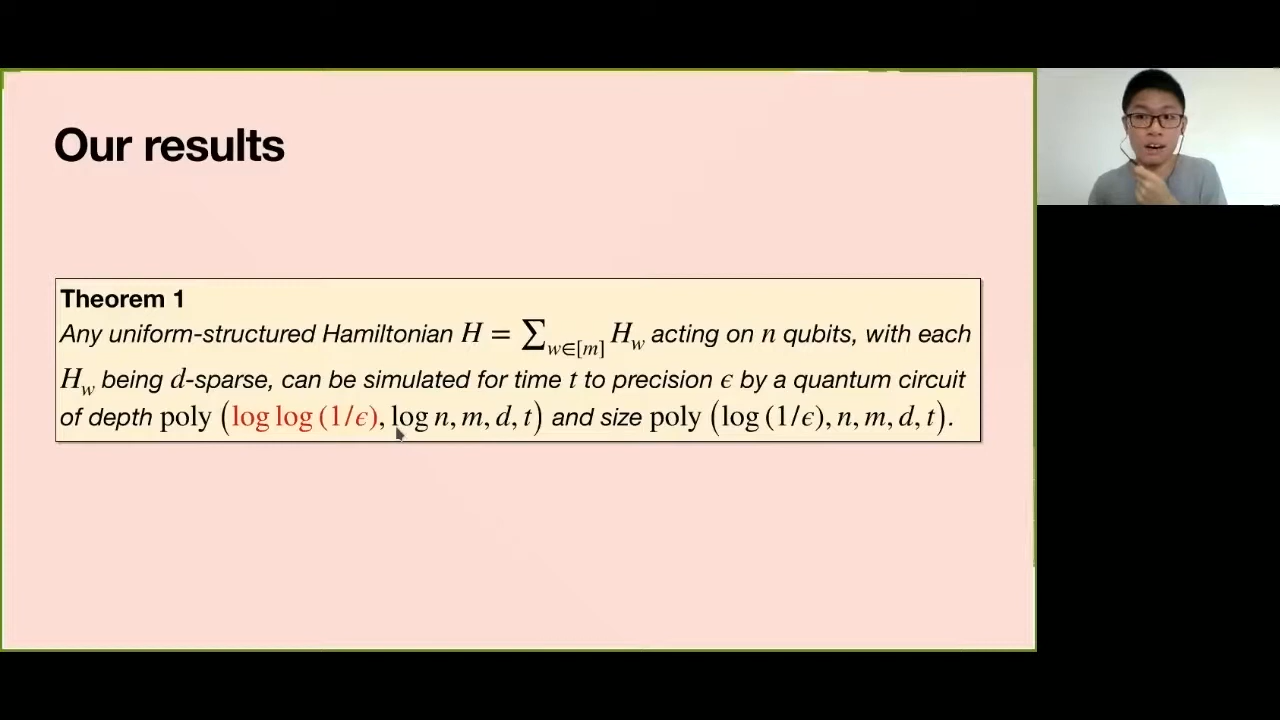 Our results
Theorem 1
Any uniform-structured Hamiltonian H = ∑_{w∈[m]} H_w acting on n qubits, with each
H_w being d-sparse, can be simulated for time t to precision ϵ by a quantum circuit
of depth poly (log log (1/ϵ), log n, m, d, t) and size poly (log (1/ϵ), n, m, d, t).